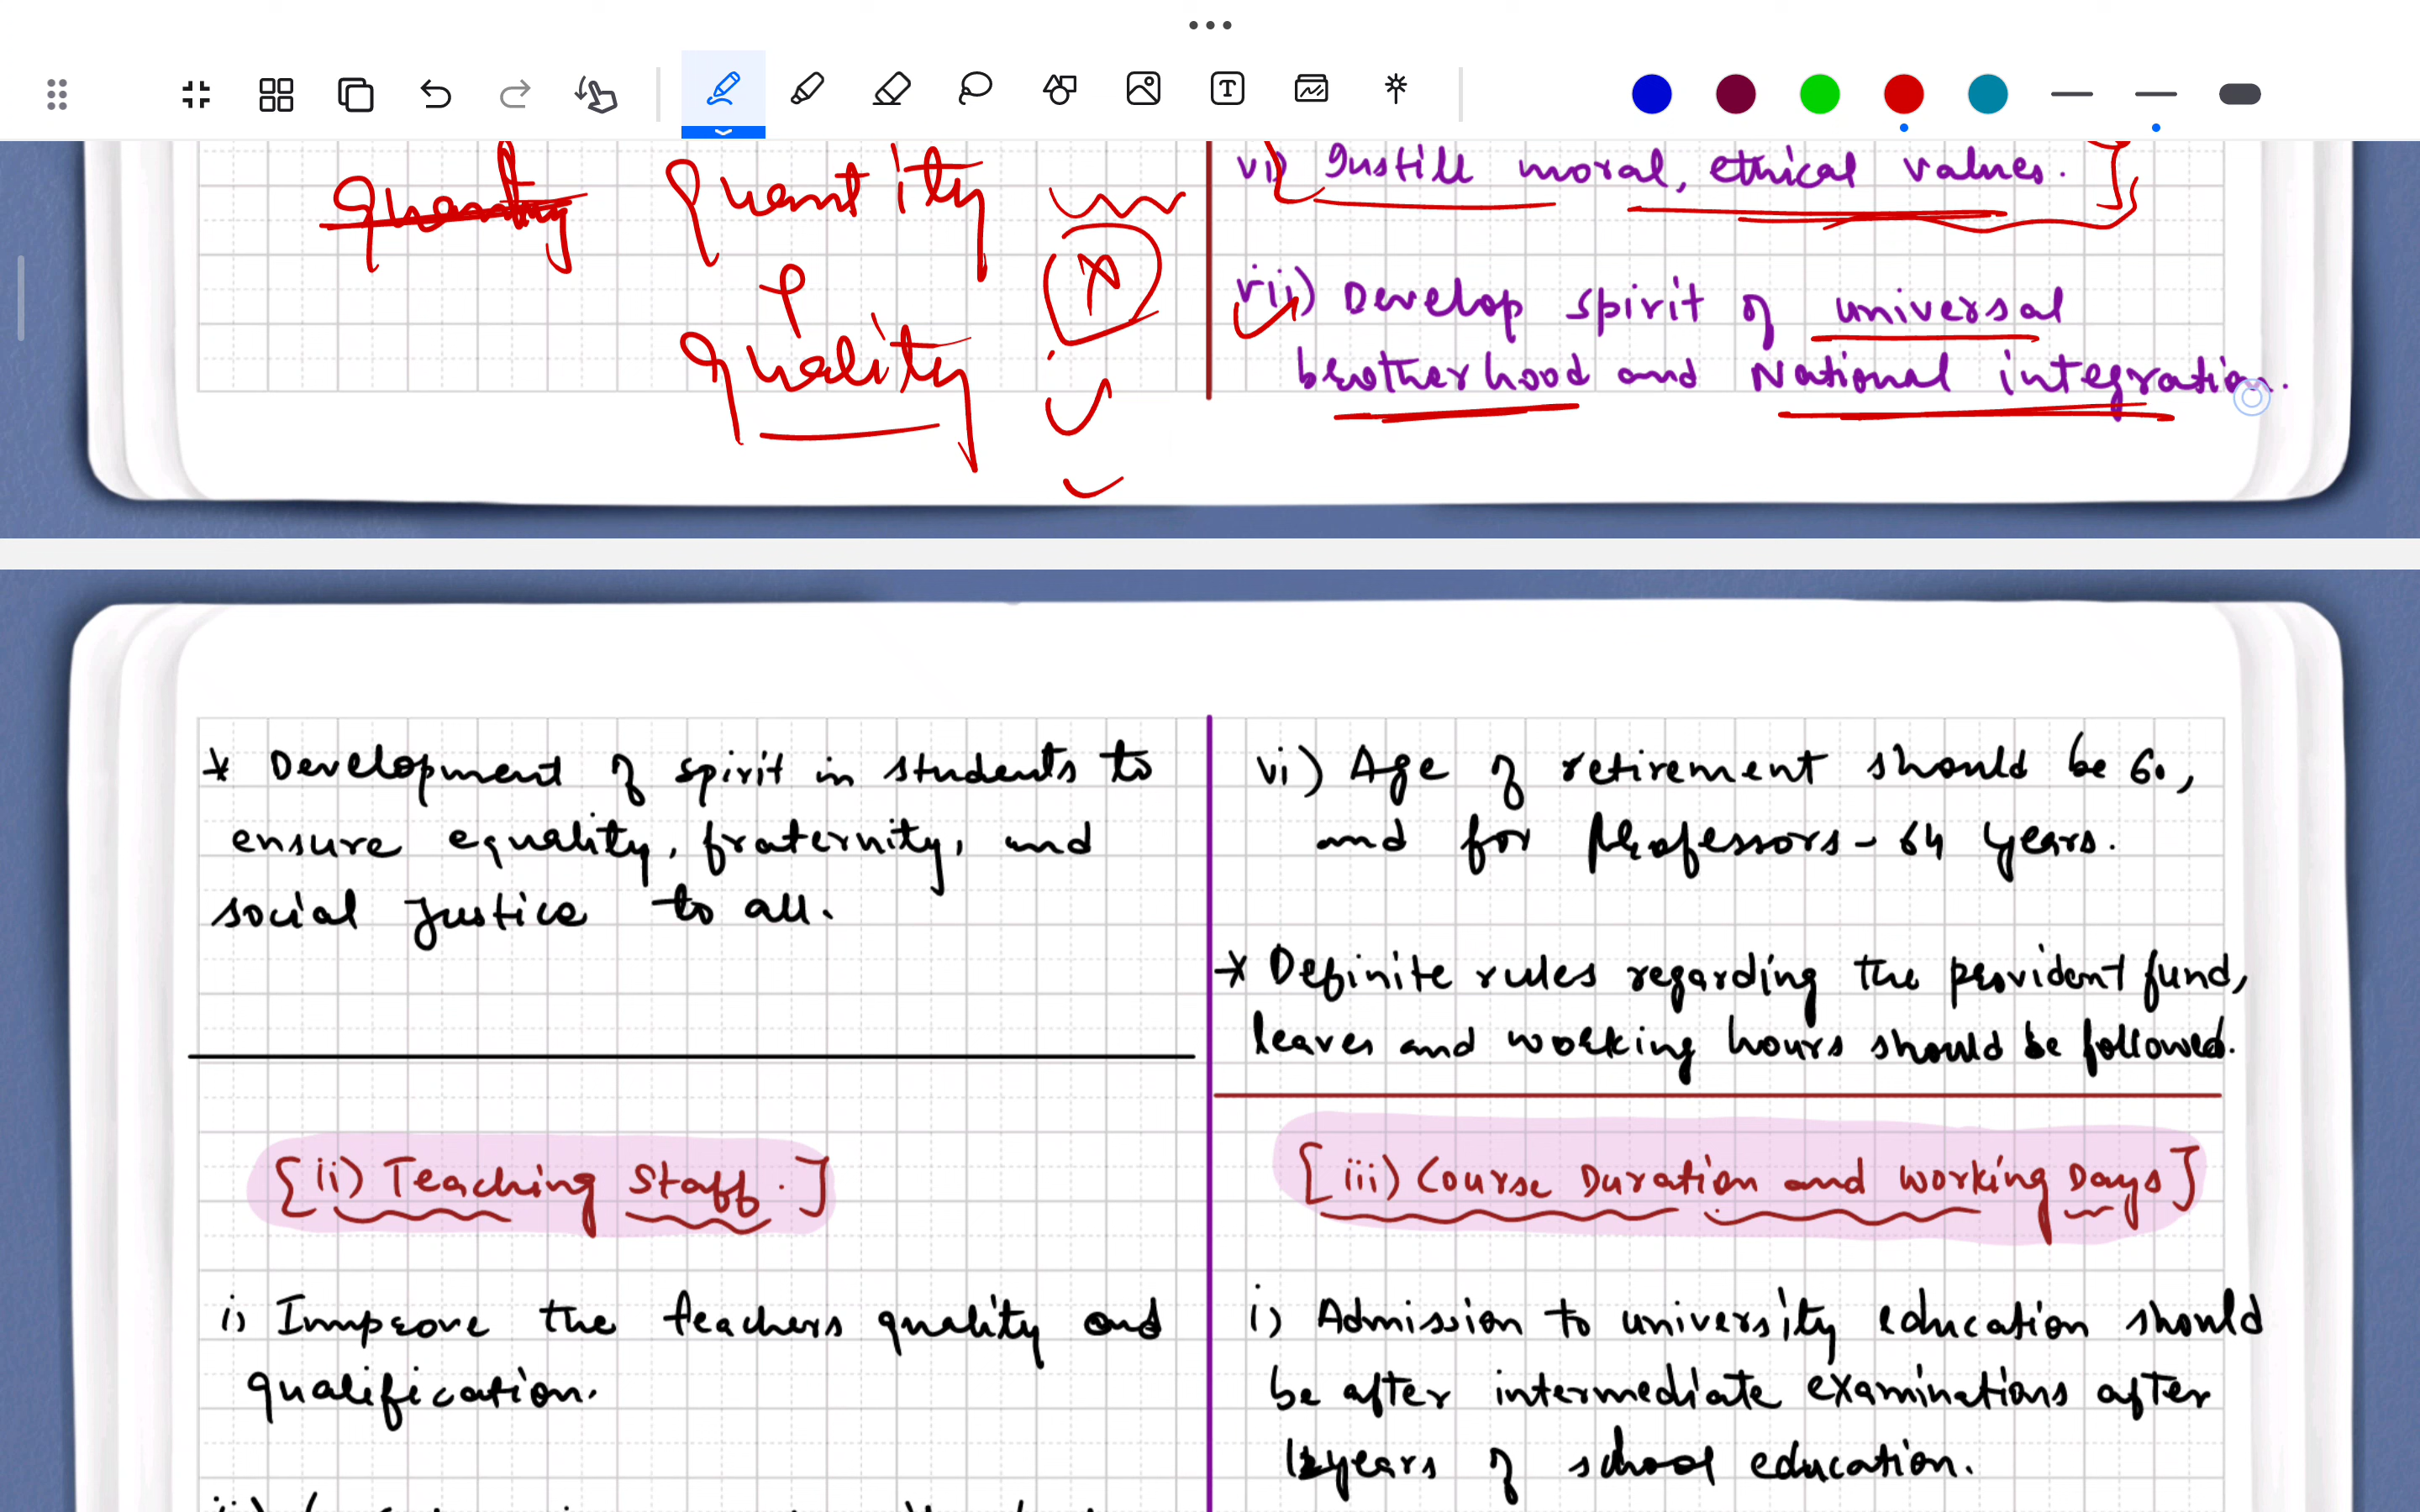 Quantity
Quality
vi) Instill moral, ethical values.
vii) Develop spirit of universal
brotherhood and National integration.
* Development of spirit in students to
ensure equality, fraternity, and
social justice to all.
[ii) Teaching Staff.]
i) Improve the teachers quality and
qualification.
vi) Age of retirement should be 60,
and for Professors - 64 years.
* Definite rules regarding the provident fund,
leaves and working hours should be followed.
[iii) Course Duration and Working Days]
i) Admission to university education should
be after intermediate examinations after
12 years of school education.